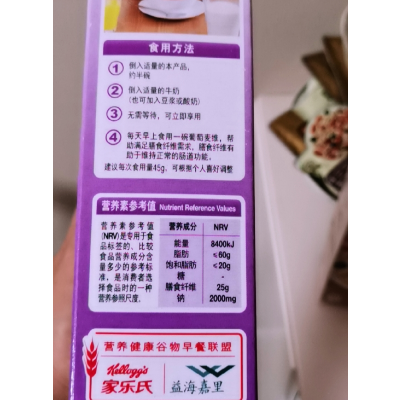 食用方法
1 倒入适量的本产品,
约半碗
2 倒入适量的牛奶
(也可加入豆浆或酸奶)
3 无需等待，可立即享用
4 每天早上食用一碗葡萄麦维，帮
助满足膳食纤维需求，膳食纤维有
助于维持正常的肠道功能。
建议每次食用量45g，可根据个人喜好调整
营养素参考值 Nutrient Reference Values
营养素参考值
(NRV)是专用于食
品标签的、比较
食品营养成分含
量多少的参考标
准，是消费者选
择食品时的一种
营养参照尺度.
营养成分 NRV
能量 8400kJ
脂肪 ≤60g
饱和脂肪 ≤20g
糖 -
膳食纤维 25g
钠 2000mg
营养健康谷物早餐联盟
Kellogg's
家乐氏
益海嘉里